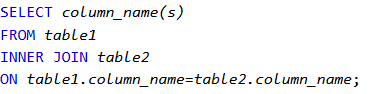 SELECT column_name(s)
FROM table1
INNER JOIN table2
ON table1.column_name=table2.column_name;